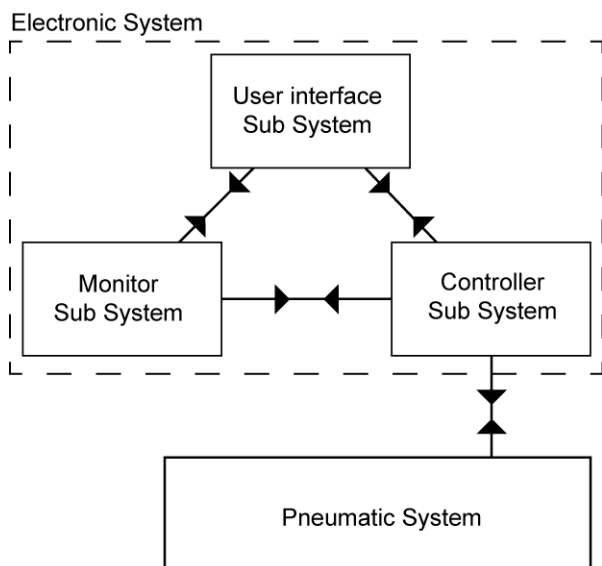 Electronic System
User interface
Sub System
Monitor
Sub System
Controller
Sub System
Pneumatic System